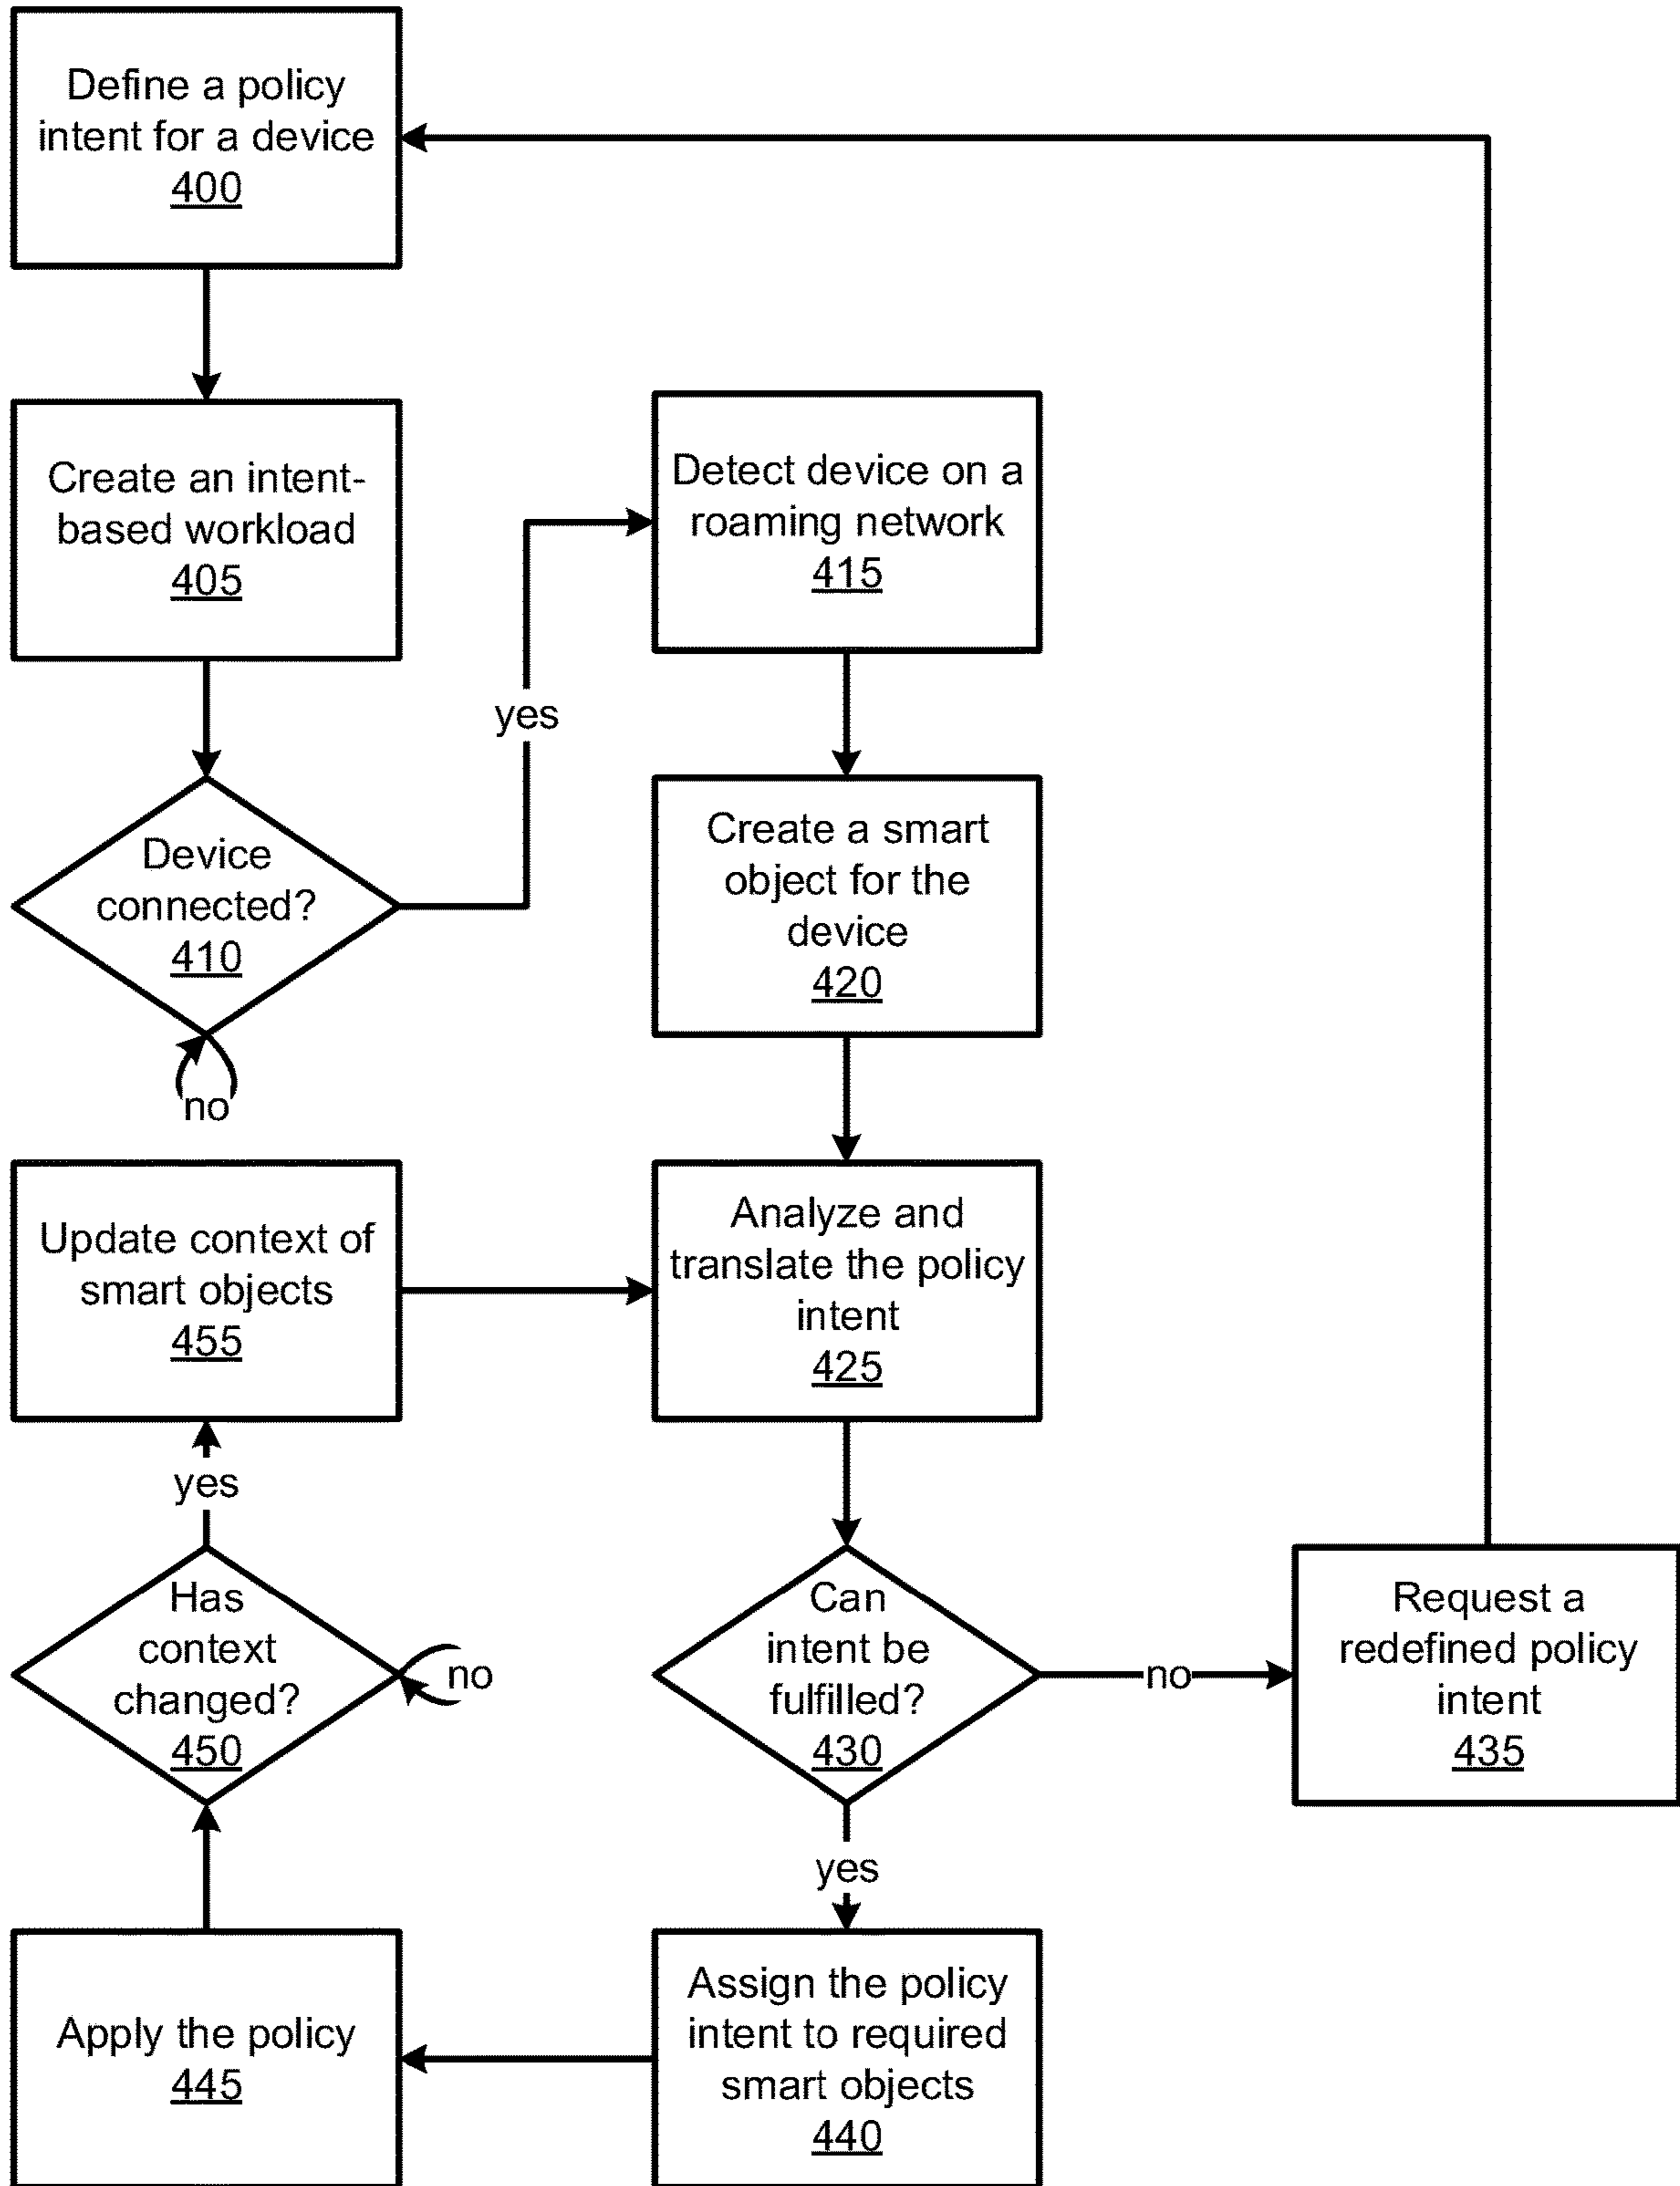 Define a policy
intent for a device
400
Create an intent-
based workload
405
Device
connected?
410
no
yes
Detect device on a
roaming network
415
Create a smart
object for the
device
420
Analyze and
translate the policy
intent
425
Can
intent be
fulfilled?
430
no
Request a
redefined policy
intent
435
yes
Assign the policy
intent to required
smart objects
440
Apply the policy
445
Has
context
changed?
450
no
yes
Update context of
smart objects
455